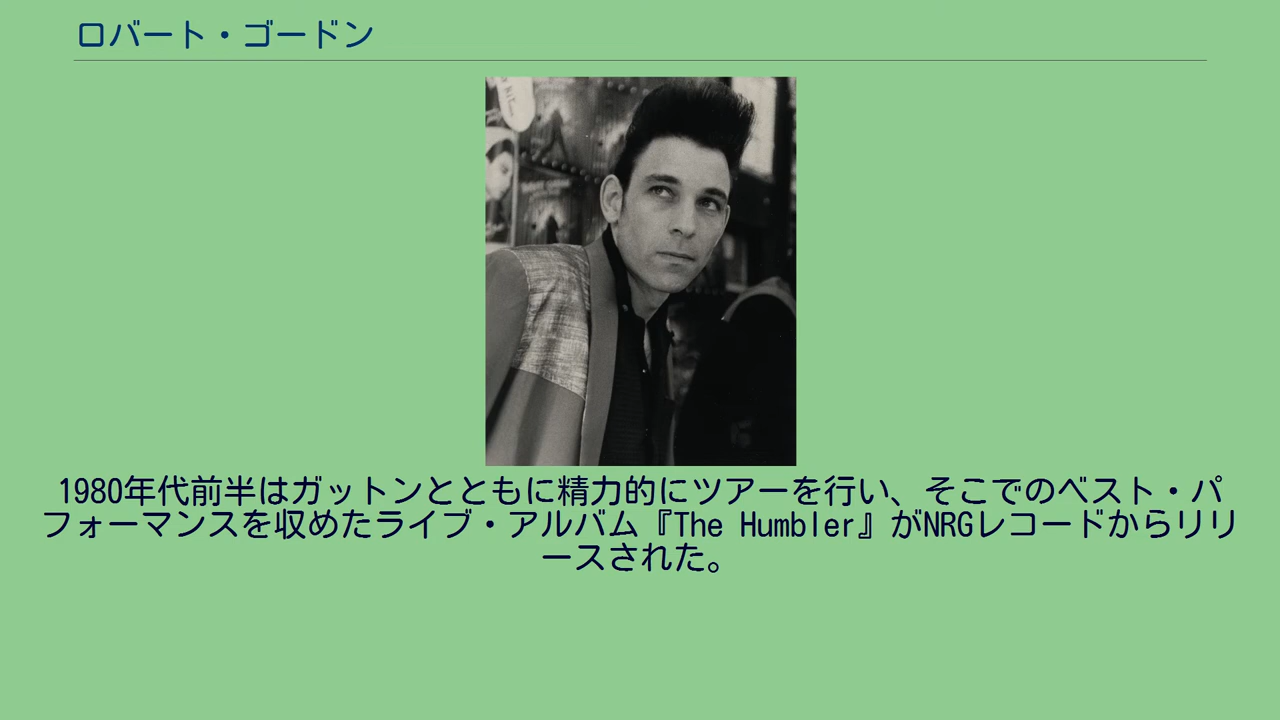 ロバート・ゴードン
1980年代前半はガットンとともに精力的にツアーを行い、そこでのベスト・パ
フォーマンスを収めたライブ・アルバム『The Humbler』がNRGレコードからリリ
ースされた。